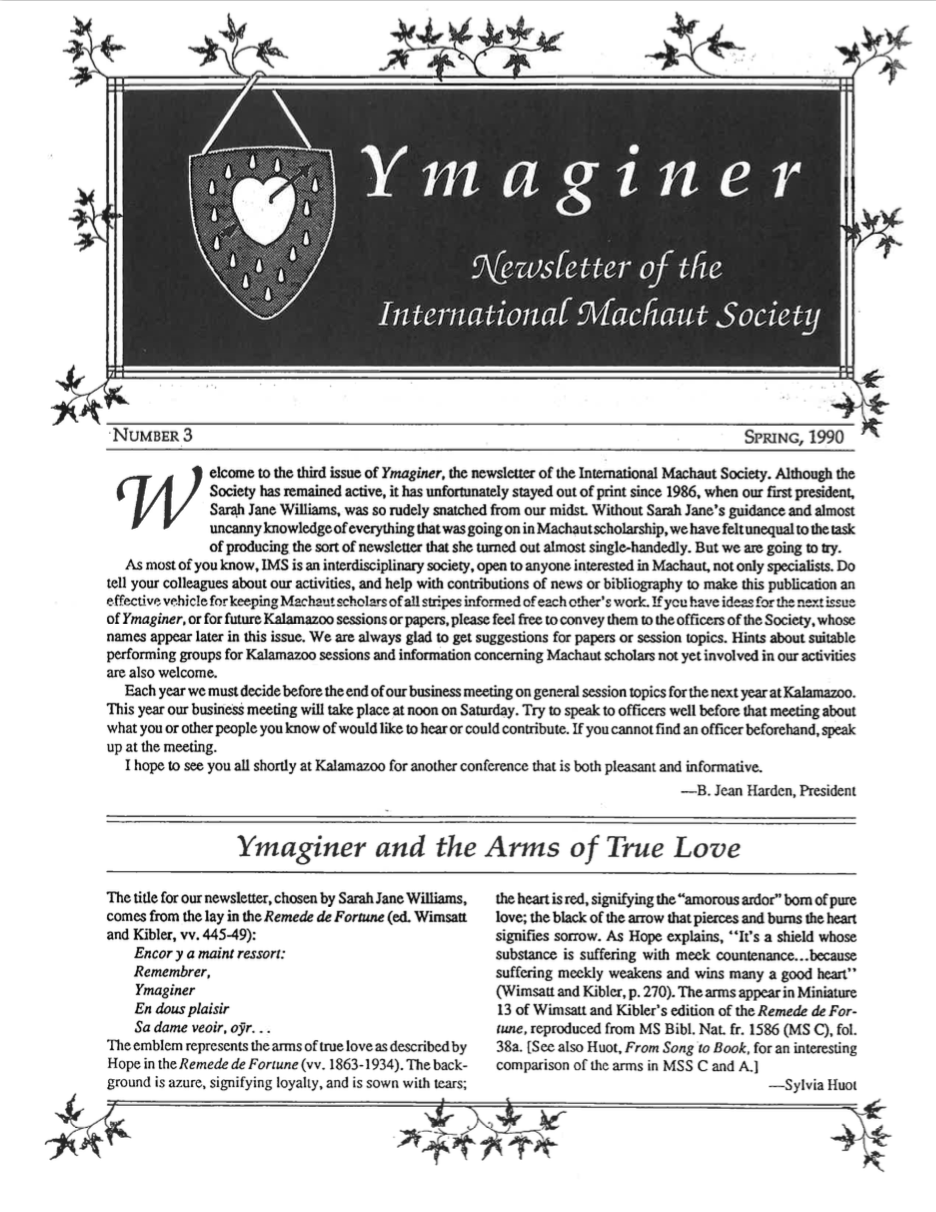 Ymaginer
Newsletter of the
International Machaut Society
NUMBER 3
SPRING, 1990
Welcome to the third issue of Ymaginer, the newsletter of the International Machaut Society. Although the
Society has remained active, it has unfortunately stayed out of print since 1986, when our first president,
Sarah Jane Williams, was so rudely snatched from our midst. Without Sarah Jane's guidance and almost
uncanny knowledge of everything that was going on in Machaut scholarship, we have felt unequal to the task
of producing the sort of newsletter that she turned out almost single-handedly. But we are going to try.
As most of you know, IMS is an interdisciplinary society, open to anyone interested in Machaut, not only specialists. Do
tell your colleagues about our activities, and help with contributions of news or bibliography to make this publication an
effective vehicle for keeping Machaut scholars of all stripes informed of each other's work. If you have ideas for the next issue
of Ymaginer, or for future Kalamazoo sessions or papers, please feel free to convey them to the officers of the Society, whose
names appear later in this issue. We are always glad to get suggestions for papers or session topics. Hints about suitable
performing groups for Kalamazoo sessions and information concerning Machaut scholars not yet involved in our activities
are also welcome.
Each year we must decide before the end of our business meeting on general session topics for the next year at Kalamazoo.
This year our business meeting will take place at noon on Saturday. Try to speak to officers well before that meeting about
what you or other people you know of would like to hear or could contribute. If you cannot find an officer beforehand, speak
up at the meeting.
I hope to see you all shortly at Kalamazoo for another conference that is both pleasant and informative.
—B. Jean Harden, President
Ymaginer and the Arms of True Love
The title for our newsletter, chosen by Sarah Jane Williams,
comes from the lay in the Remede de Fortune (ed. Wimsatt
and Kibler, vv. 445-49):
Encor y a maint ressort:
Remembrer,
Ymaginer
En dous plaisir
Sa dame veoir, oÿr. . .
The emblem represents the arms of true love as described by
Hope in the Remede de Fortune (vv. 1863-1934). The back-
ground is azure, signifying loyalty, and is sown with tears;
the heart is red, signifying the "amorous ardor" born of pure
love; the black of the arrow that pierces and burns the heart
signifies sorrow. As Hope explains, "It's a shield whose
substance is suffering with meek countenance...because
suffering meekly weakens and wins many a good heart"
(Wimsatt and Kibler, p. 270). The arms appear in Miniature
13 of Wimsatt and Kibler's edition of the Remede de For-
tune, reproduced from MS Bibl. Nat. fr. 1586 (MS C), fol.
38a. [See also Huot, From Song to Book, for an interesting
comparison of the arms in MSS C and A.]
—Sylvia Huot